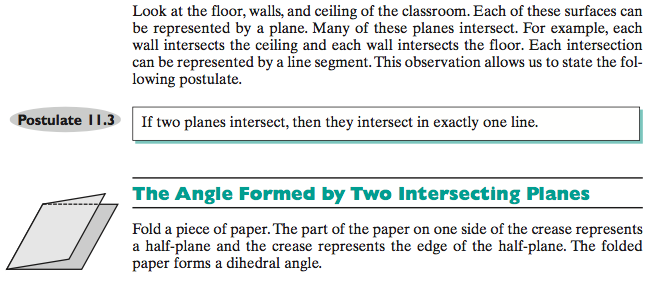 Look at the floor, walls, and ceiling of the classroom. Each of these surfaces can
be represented by a plane. Many of these planes intersect. For example, each
wall intersects the ceiling and each wall intersects the floor. Each intersection
can be represented by a line segment. This observation allows us to state the fol-
lowing postulate.
Postulate 11.3
If two planes intersect, then they intersect in exactly one line.
The Angle Formed by Two Intersecting Planes
Fold a piece of paper. The part of the paper on one side of the crease represents
a half-plane and the crease represents the edge of the half-plane. The folded
paper forms a dihedral angle.